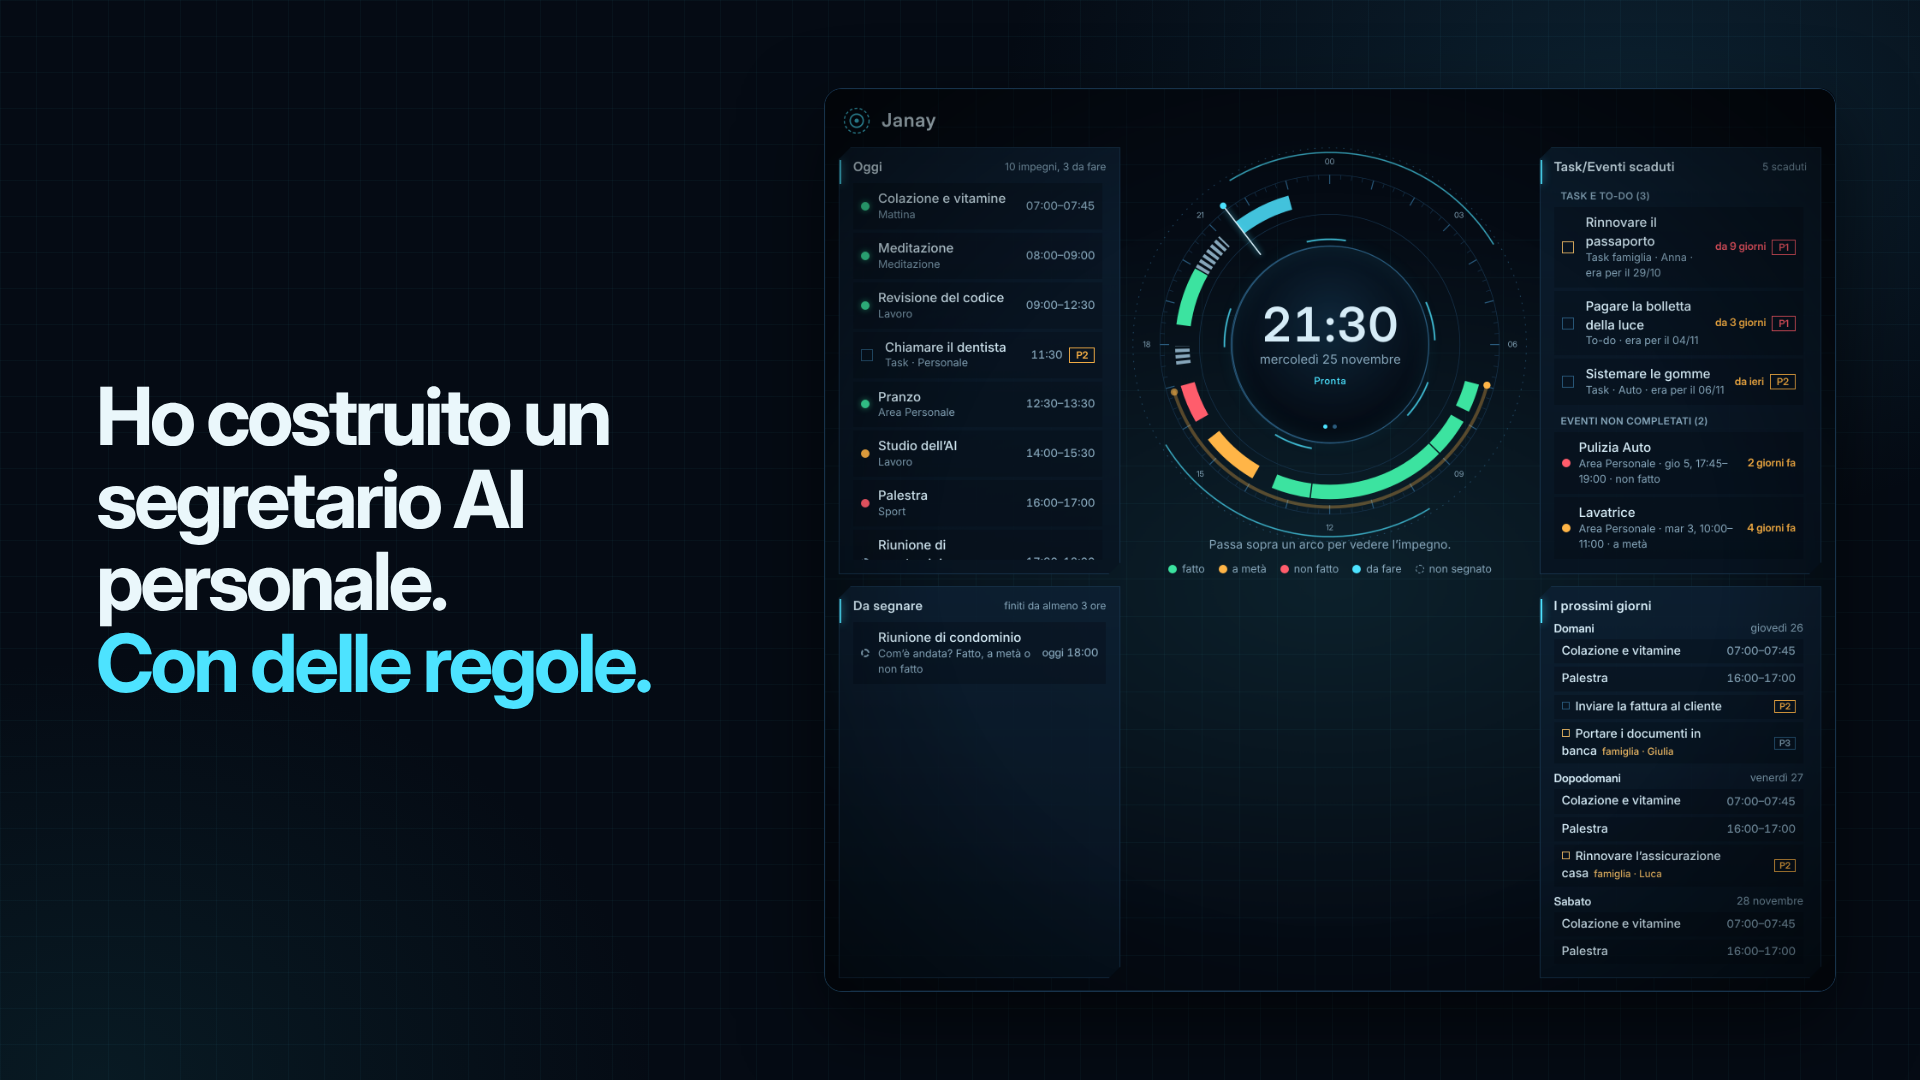 Ho costruito un
segretario AI
personale.
Con delle regole.
Janay
Oggi
10 impegni, 3 da fare
Colazione e vitamine
Mattina
07:00–07:45
Meditazione
Meditazione
08:00–09:00
Revisione del codice
Lavoro
09:00–12:30
Chiamare il dentista
Task · Personale
11:30 P2
Pranzo
Area Personale
12:30–13:30
Studio dell'AI
Lavoro
14:00–15:30
Palestra
Sport
16:00–17:00
Riunione di
Da segnare
finiti da almeno 3 ore
Riunione di condominio
Com'è andata? Fatto, a metà o
non fatto
oggi 18:00
00
03
06
09
12
15
18
21
21:30
mercoledì 25 novembre
Pronta
Passa sopra un arco per vedere l'impegno.
fatto
a metà
non fatto
da fare
non segnato
Task/Eventi scaduti
5 scaduti
TASK E TO-DO (3)
Rinnovare il
passaporto
Task famiglia · Anna ·
era per il 29/10
da 9 giorni P1
Pagare la bolletta
della luce
To-do · era per il 04/11
da 3 giorni P1
Sistemare le gomme
Task · Auto · era per il 06/11
da ieri P2
EVENTI NON COMPLETATI (2)
Pulizia Auto
Area Personale · gio 5, 17:45–
19:00 · non fatto
2 giorni fa
Lavatrice
Area Personale · mar 3, 10:00–
11:00 · a metà
4 giorni fa
I prossimi giorni
Domani
giovedì 26
Colazione e vitamine
07:00–07:45
Palestra
16:00–17:00
Inviare la fattura al cliente
P2
Portare i documenti in
banca famiglia · Giulia
P3
Dopodomani
venerdì 27
Colazione e vitamine
07:00–07:45
Palestra
16:00–17:00
Rinnovare l'assicurazione
casa famiglia · Luca
P2
Sabato
28 novembre
Colazione e vitamine
07:00–07:45
Palestra
16:00–17:00